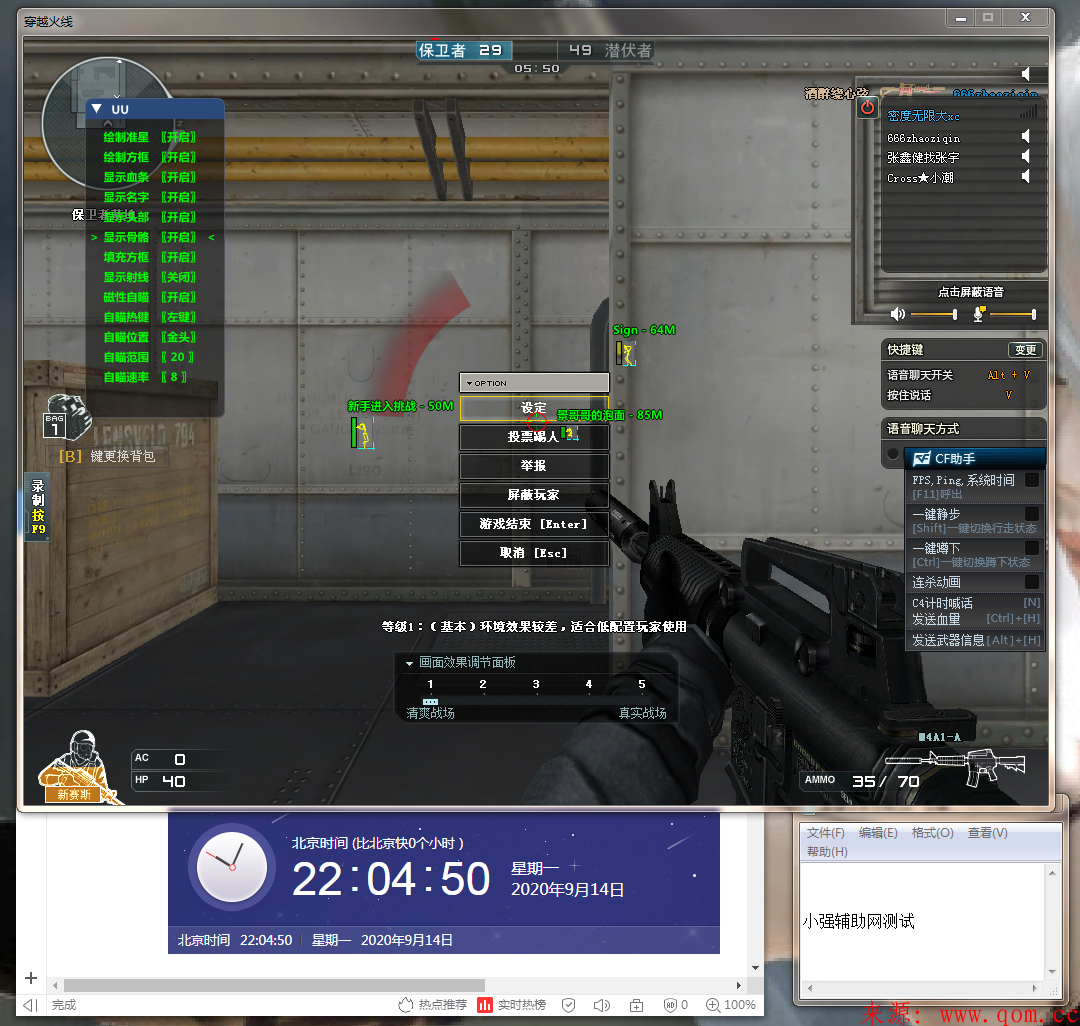 穿越火线
保卫者 29
49 潜伏者
05:50
UU
绘制准星 〖开启〗
绘制方框 〖开启〗
显示血条 〖开启〗
显示名字 〖开启〗
显示头部 〖开启〗
> 显示骨骼 〖开启〗 <
填充方框 〖开启〗
显示射线 〖关闭〗
磁性自瞄 〖开启〗
自瞄热键 〖左键〗
自瞄位置 〖金头〗
自瞄范围 〖 20 〗
自瞄速率 〖 8 〗
酒醉绕心弦
666zhaoziqin
密度无限大xc
666zhaoziqin
张鑫健找张宇
Cross★小潮
点击屏蔽语音
快捷键 变更
语音聊天开关 Alt + V
按住说话 V
语音聊天方式
CF助手
FPS, Ping, 系统时间
[F11]呼出
一键静步
[Shift]一键切换行走状态
一键蹲下
[Ctrl]一键切换蹲下状态
连杀动画
C4计时喊话 [N]
发送血量 [Ctrl]+[H]
发送武器信息 [Alt]+[H]
Sign - 64M
新手进入挑战 - 50M
景哥哥的泡面 - 85M
OPTION
设定
投票踢人
举报
屏蔽玩家
游戏结束 [Enter]
取消 [Esc]
BAG
1
[B] 键更换背包
LENOVELD 794
录制按F9
等级1：( 基本 ) 环境效果较差，适合低配置玩家使用
画面效果调节面板
1 2 3 4 5
清爽战场 真实战场
新赛斯
AC 0
HP 40
M4A1-A
AMMO 35 / 70
北京时间 (比北京快0个小时 )
22:04:50
星期一
2020年9月14日
北京时间 22:04:50 星期一 2020年9月14日
完成
热点推荐 实时热榜 0 100%
文件(F) 编辑(E) 格式(O) 查看(V)
帮助(H)
小强辅助网测试
来源: www.qom.cc